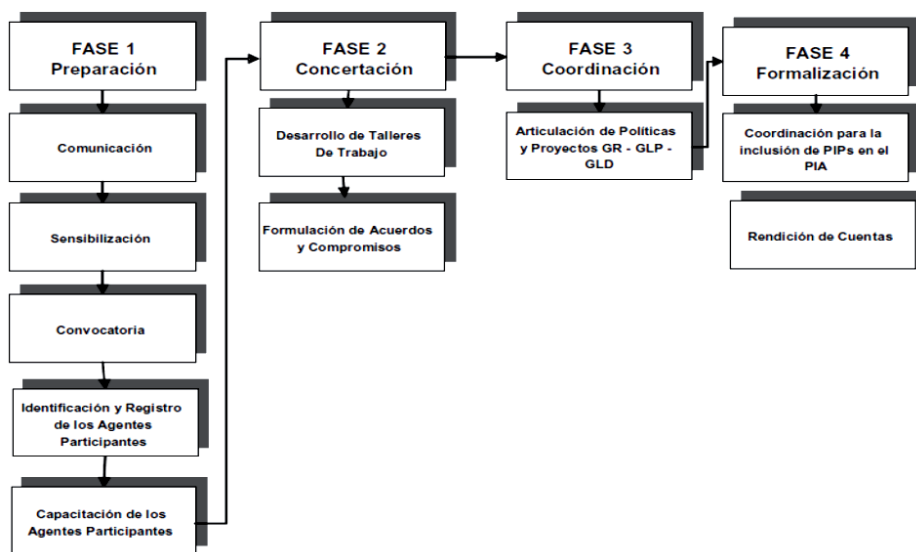 FASE 1
Preparación
Comunicación
Sensibilización
Convocatoria
Identificación y Registro
de los Agentes
Participantes
Capacitación de los
Agentes Participantes
FASE 2
Concertación
Desarrollo de Talleres
De Trabajo
Formulación de Acuerdos
y Compromisos
FASE 3
Coordinación
Articulación de Políticas
y Proyectos GR - GLP -
GLD
FASE 4
Formalización
Coordinación para la
inclusión de PIPs en el
PIA
Rendición de Cuentas